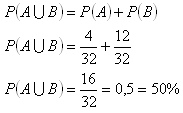 P(A⋃B) = P(A) + P(B)
P(A⋃B) = 4/32 + 12/32
P(A⋃B) = 16/32 = 0,5 = 50%